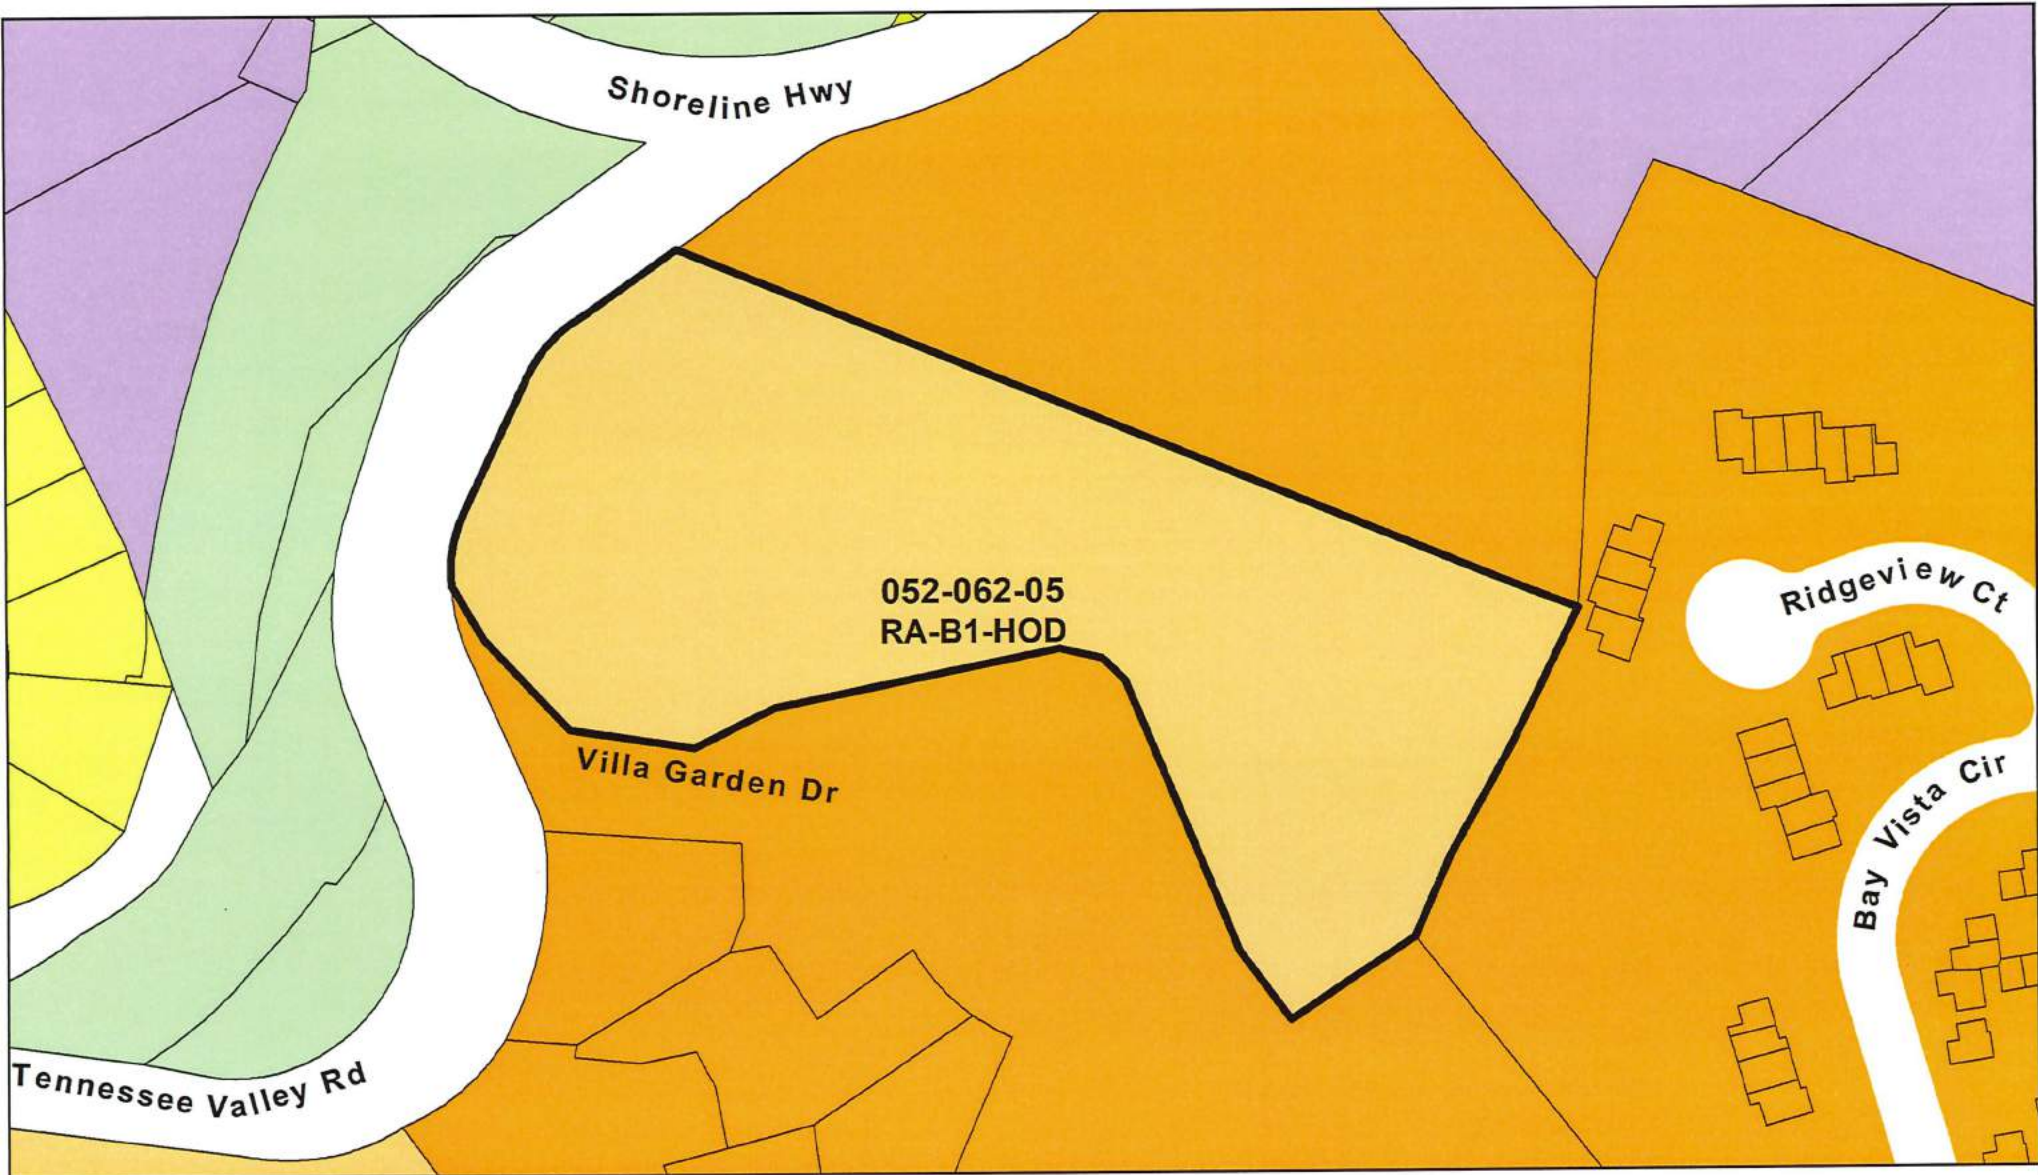 Shoreline Hwy
052-062-05
RA-B1-HOD
Ridgeview Ct
Villa Garden Dr
Bay Vista Cir
Tennessee Valley Rd